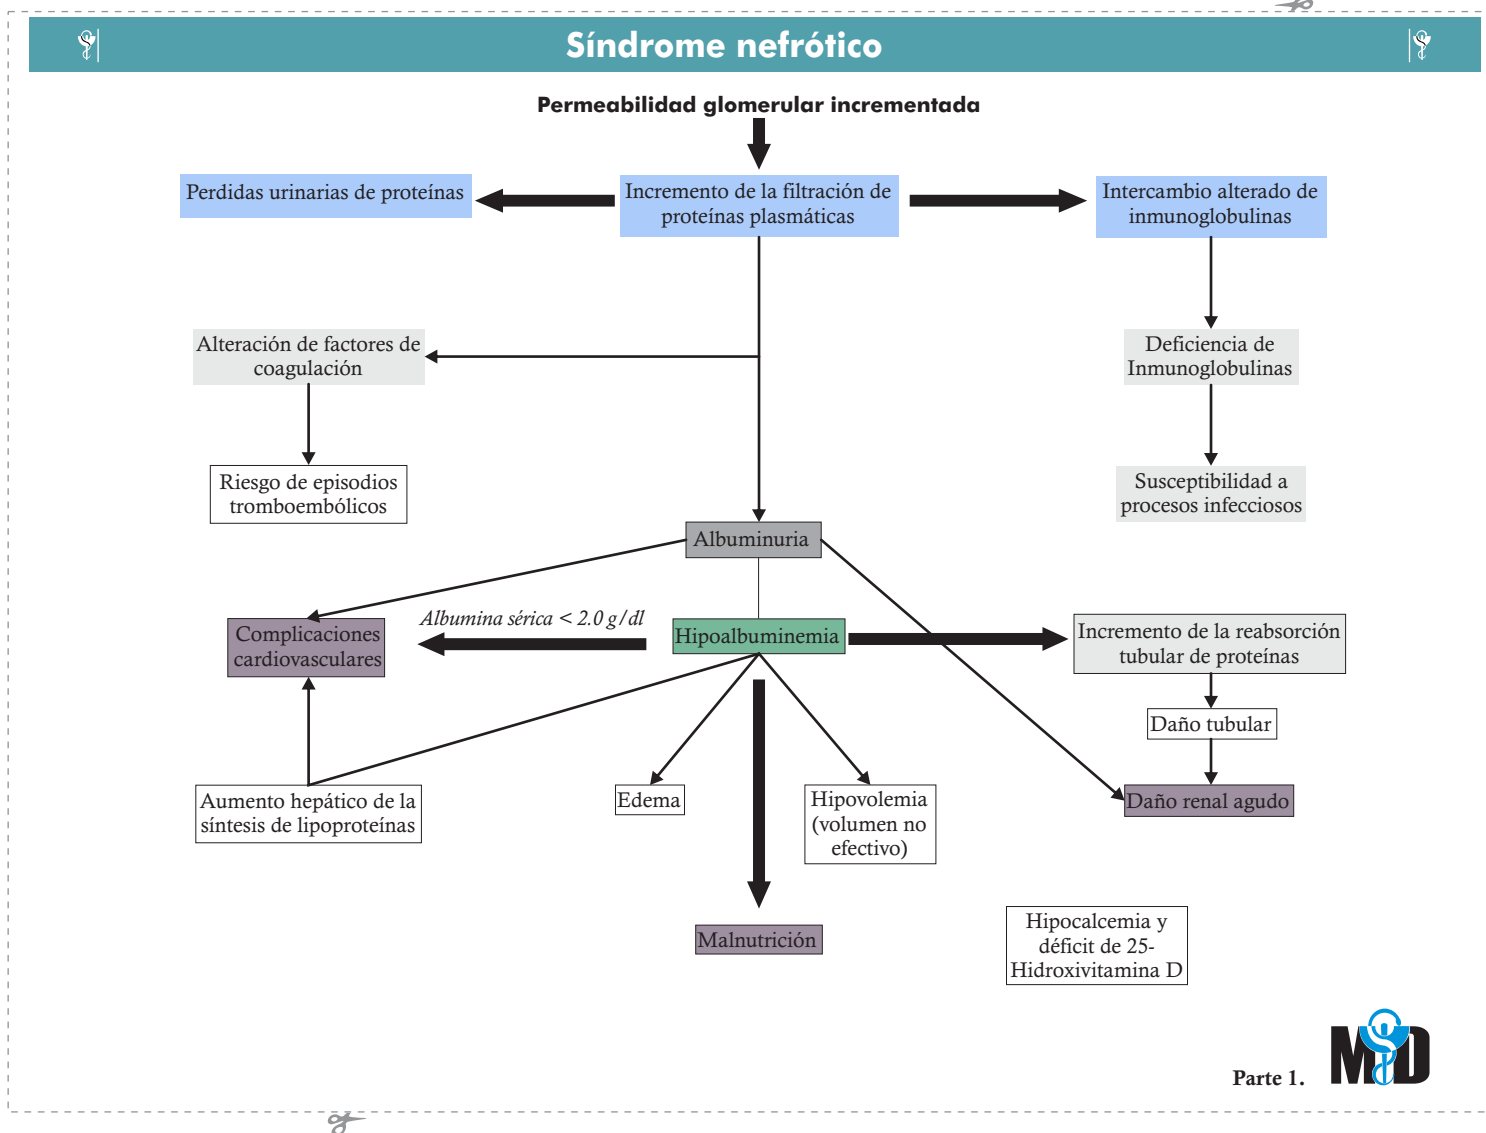 Síndrome nefrótico
Permeabilidad glomerular incrementada
Perdidas urinarias de proteínas
Incremento de la filtración de
proteínas plasmáticas
Intercambio alterado de
inmunoglobulinas
Alteración de factores de
coagulación
Deficiencia de
Inmunoglobulinas
Riesgo de episodios
tromboembólicos
Susceptibilidad a
procesos infecciosos
Albuminuria
Albumina sérica < 2.0 g/dl
Complicaciones
cardiovasculares
Hipoalbuminemia
Incremento de la reabsorción
tubular de proteínas
Daño tubular
Aumento hepático de la
síntesis de lipoproteínas
Edema
Hipovolemia
(volumen no
efectivo)
Daño renal agudo
Malnutrición
Hipocalcemia y
déficit de 25-
Hidroxivitamina D
Parte 1.
MD